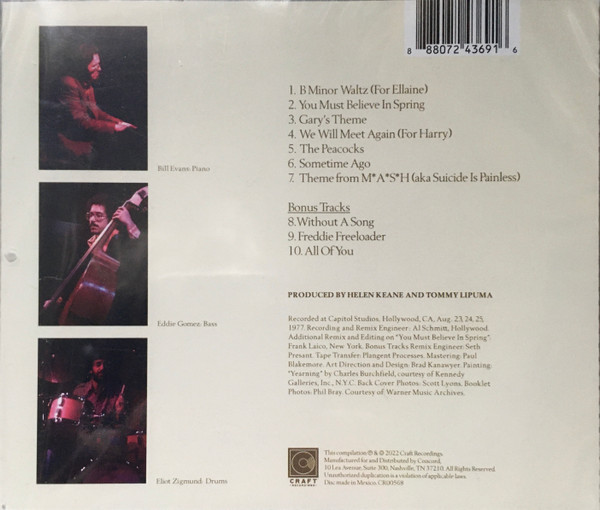 8 88072 43691 6
1. B Minor Waltz (For Ellaine)
2. You Must Believe In Spring
3. Gary's Theme
4. We Will Meet Again (For Harry)
5. The Peacocks
6. Sometime Ago
7. Theme from M*A*S*H (aka Suicide Is Painless)
Bonus Tracks
8. Without A Song
9. Freddie Freeloader
10. All Of You
Bill Evans: Piano
Eddie Gomez: Bass
Eliot Zigmund: Drums
PRODUCED BY HELEN KEANE AND TOMMY LIPUMA
Recorded at Capitol Studios, Hollywood, CA, Aug. 23, 24, 25,
1977. Recording and Remix Engineer: Al Schmitt, Hollywood.
Additional Remix and Editing on "You Must Believe In Spring":
Frank Laico, New York. Bonus Tracks Remix Engineer: Seth
Presant. Tape Transfer: Plangent Processes. Mastering: Paul
Blakemore. Art Direction and Design: Brad Kanawyer. Painting:
"Yearning" by Charles Burchfield, courtesy of Kennedy
Galleries, Inc., N.Y.C. Back Cover Photos: Scott Lyons, Booklet
Photos: Phil Bray. Courtesy of: Warner Music Archives.
CRAFT
RECORDINGS
This compilation ℗ & © 2022 Craft Recordings.
Manufactured for and Distributed by Concord,
10 Lea Avenue, Suite 300, Nashville, TN 37210. All Rights Reserved.
Unauthorized duplication is a violation of applicable laws.
Disc made in Mexico. CR00568